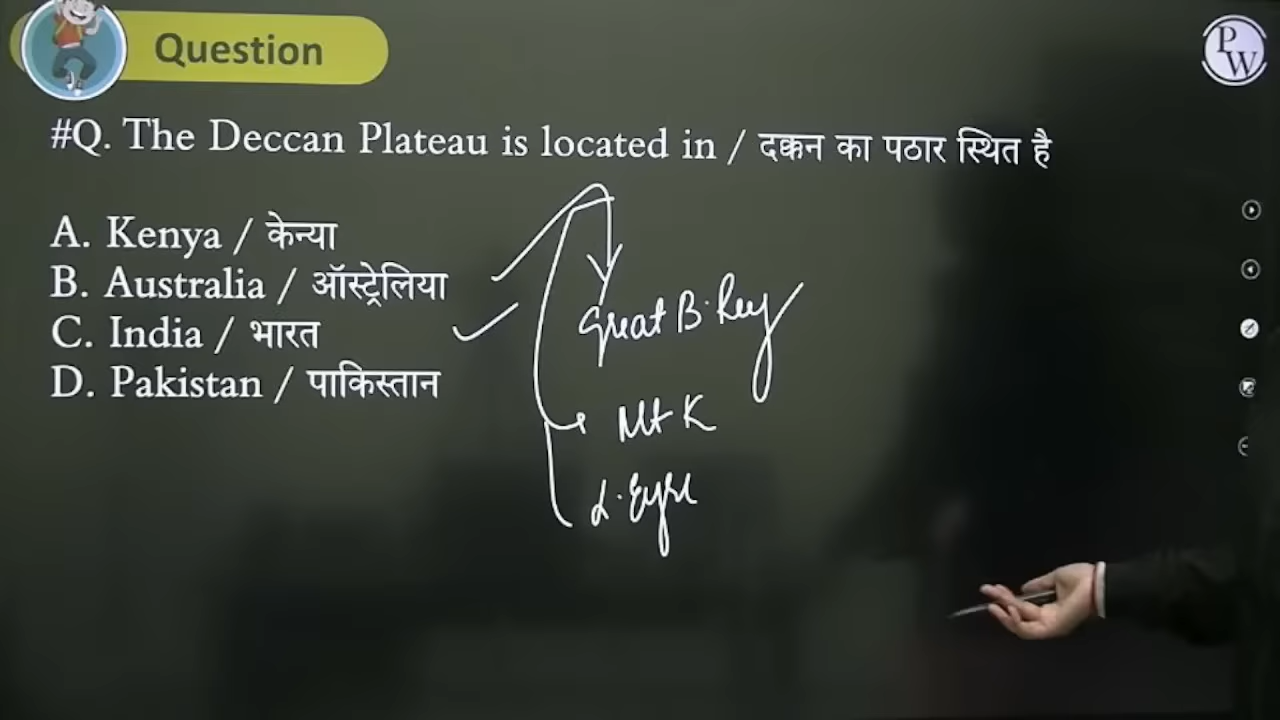 Question
PW
#Q. The Deccan Plateau is located in / दक्कन का पठार स्थित है
A. Kenya / केन्या
B. Australia / ऑस्ट्रेलिया
C. India / भारत
D. Pakistan / पाकिस्तान
Great B.
Mt K
L. Eyre